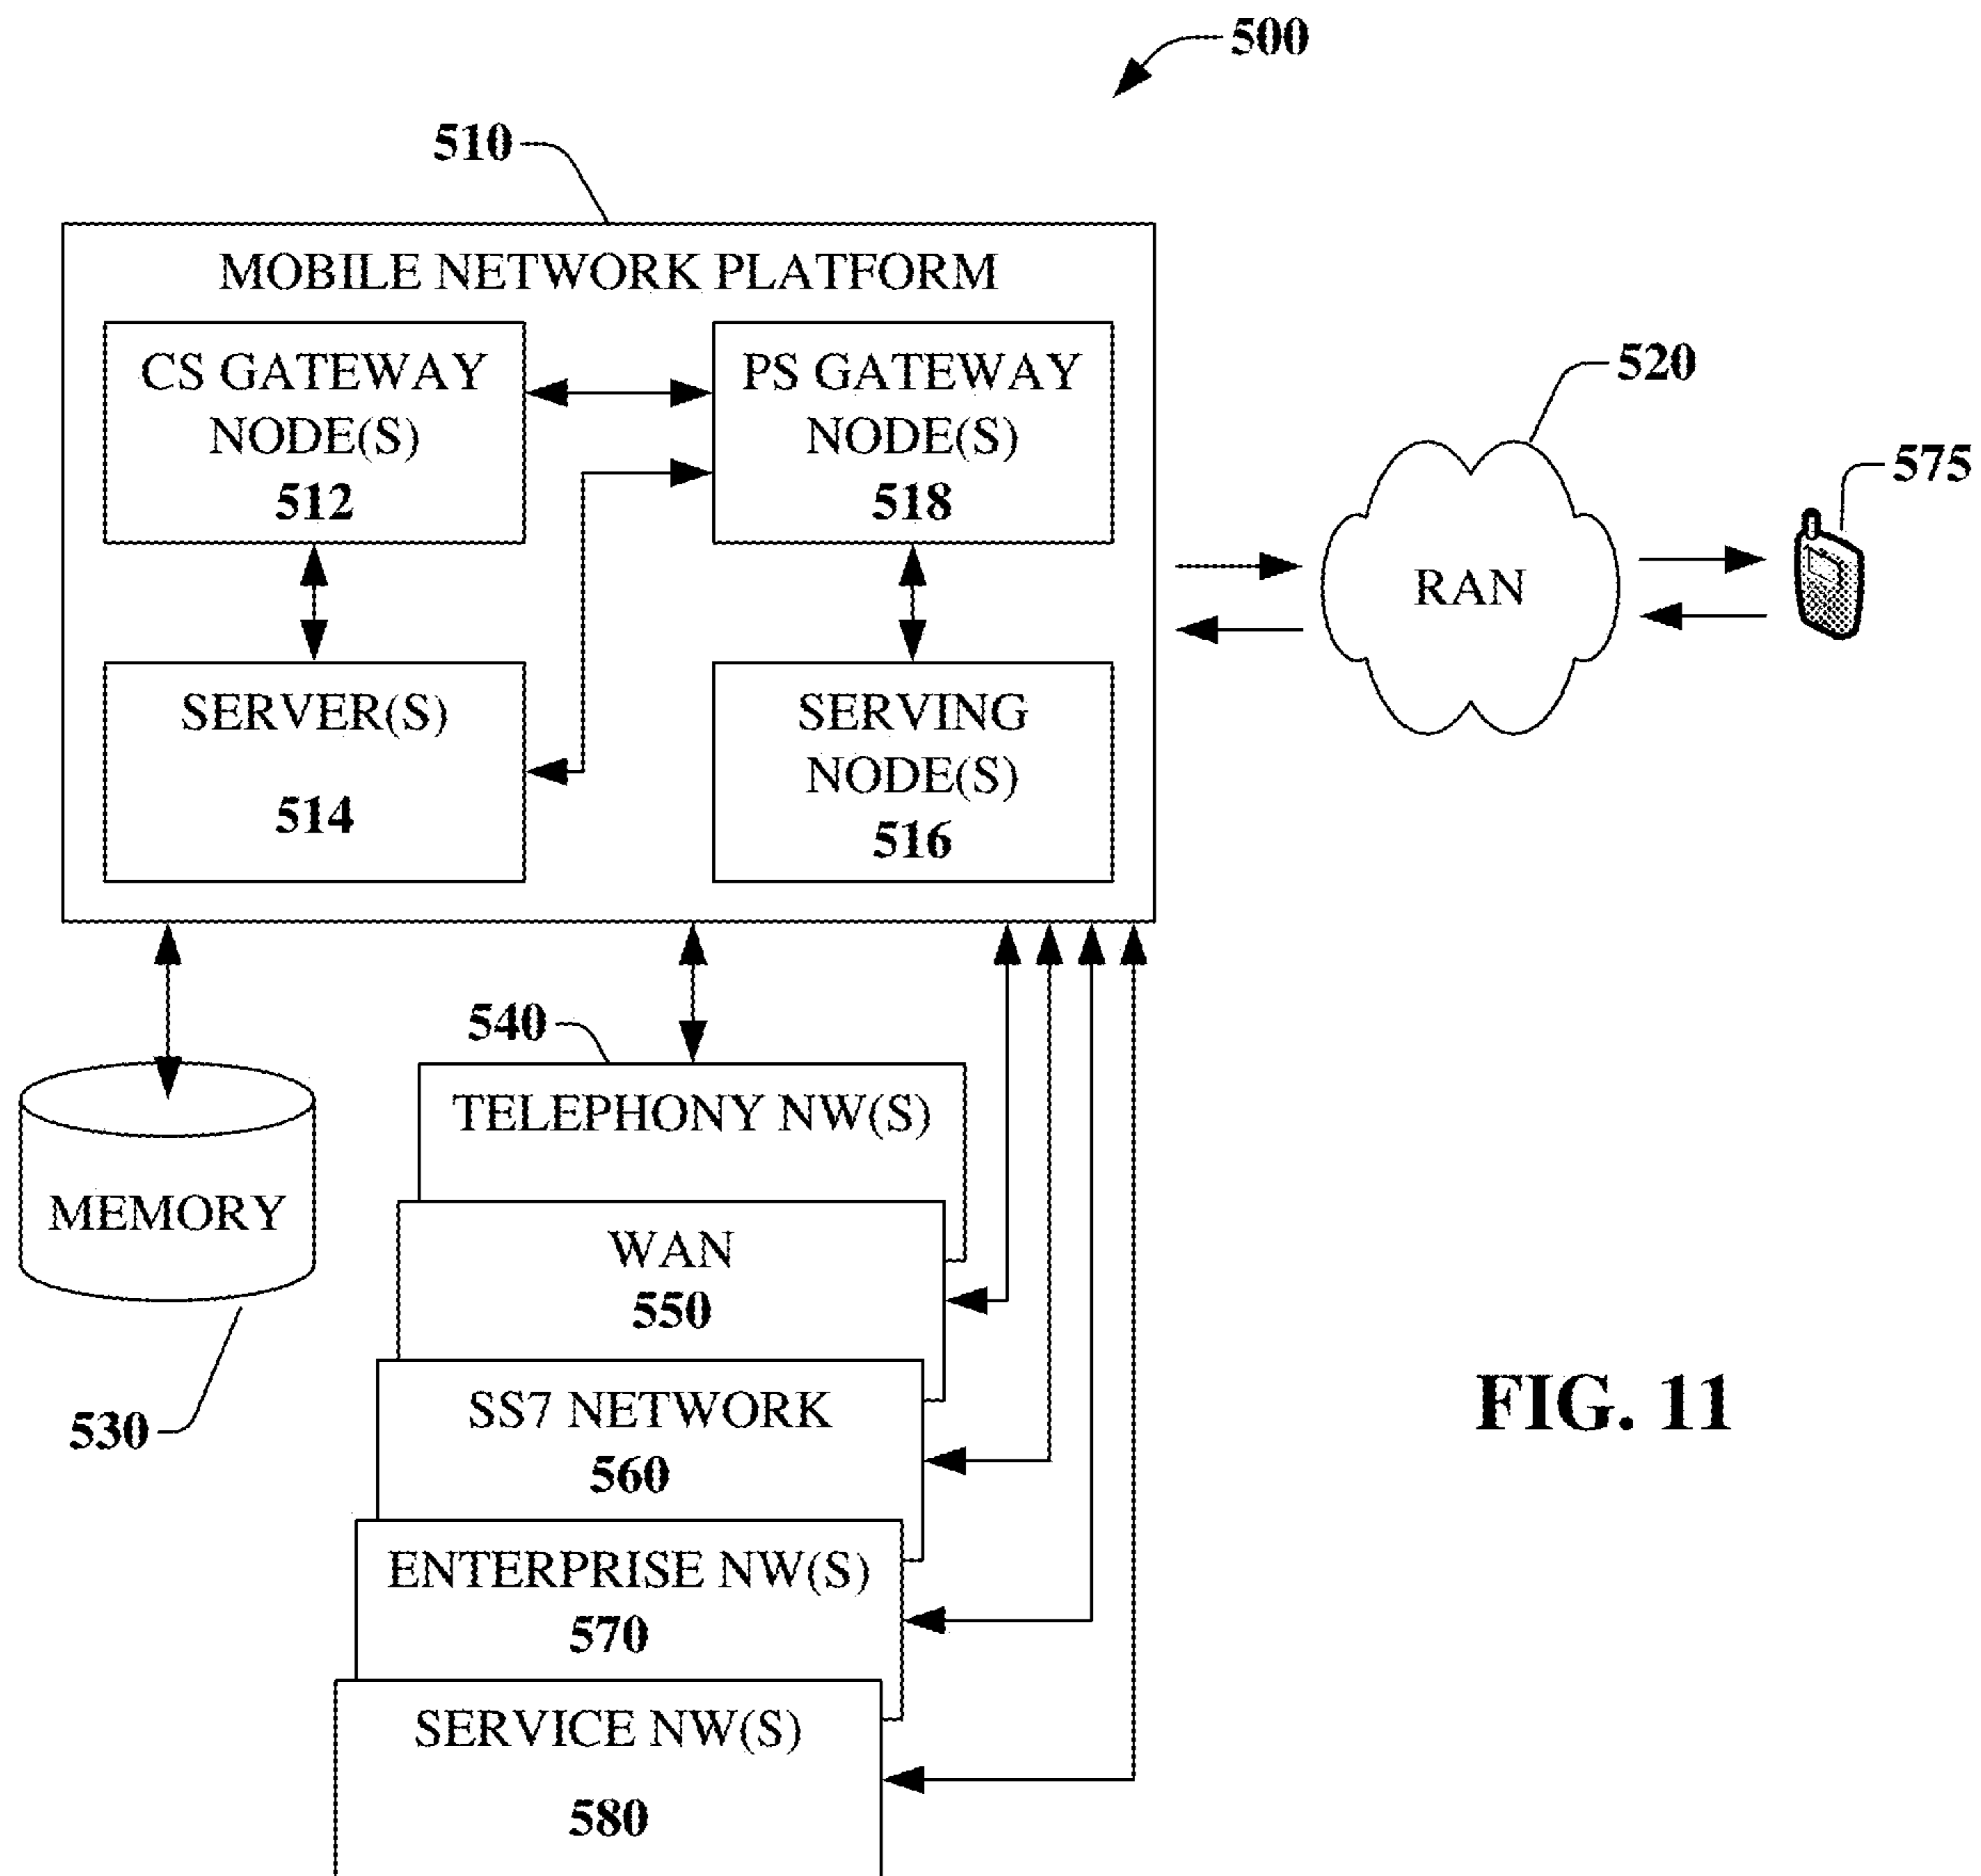 500
510
MOBILE NETWORK PLATFORM
CS GATEWAY
NODE(S)
512
PS GATEWAY
NODE(S)
518
SERVER(S)
514
SERVING
NODE(S)
516
520
RAN
575
540
TELEPHONY NW(S)
MEMORY
530
WAN
550
SS7 NETWORK
560
ENTERPRISE NW(S)
570
SERVICE NW(S)
580
FIG. 11